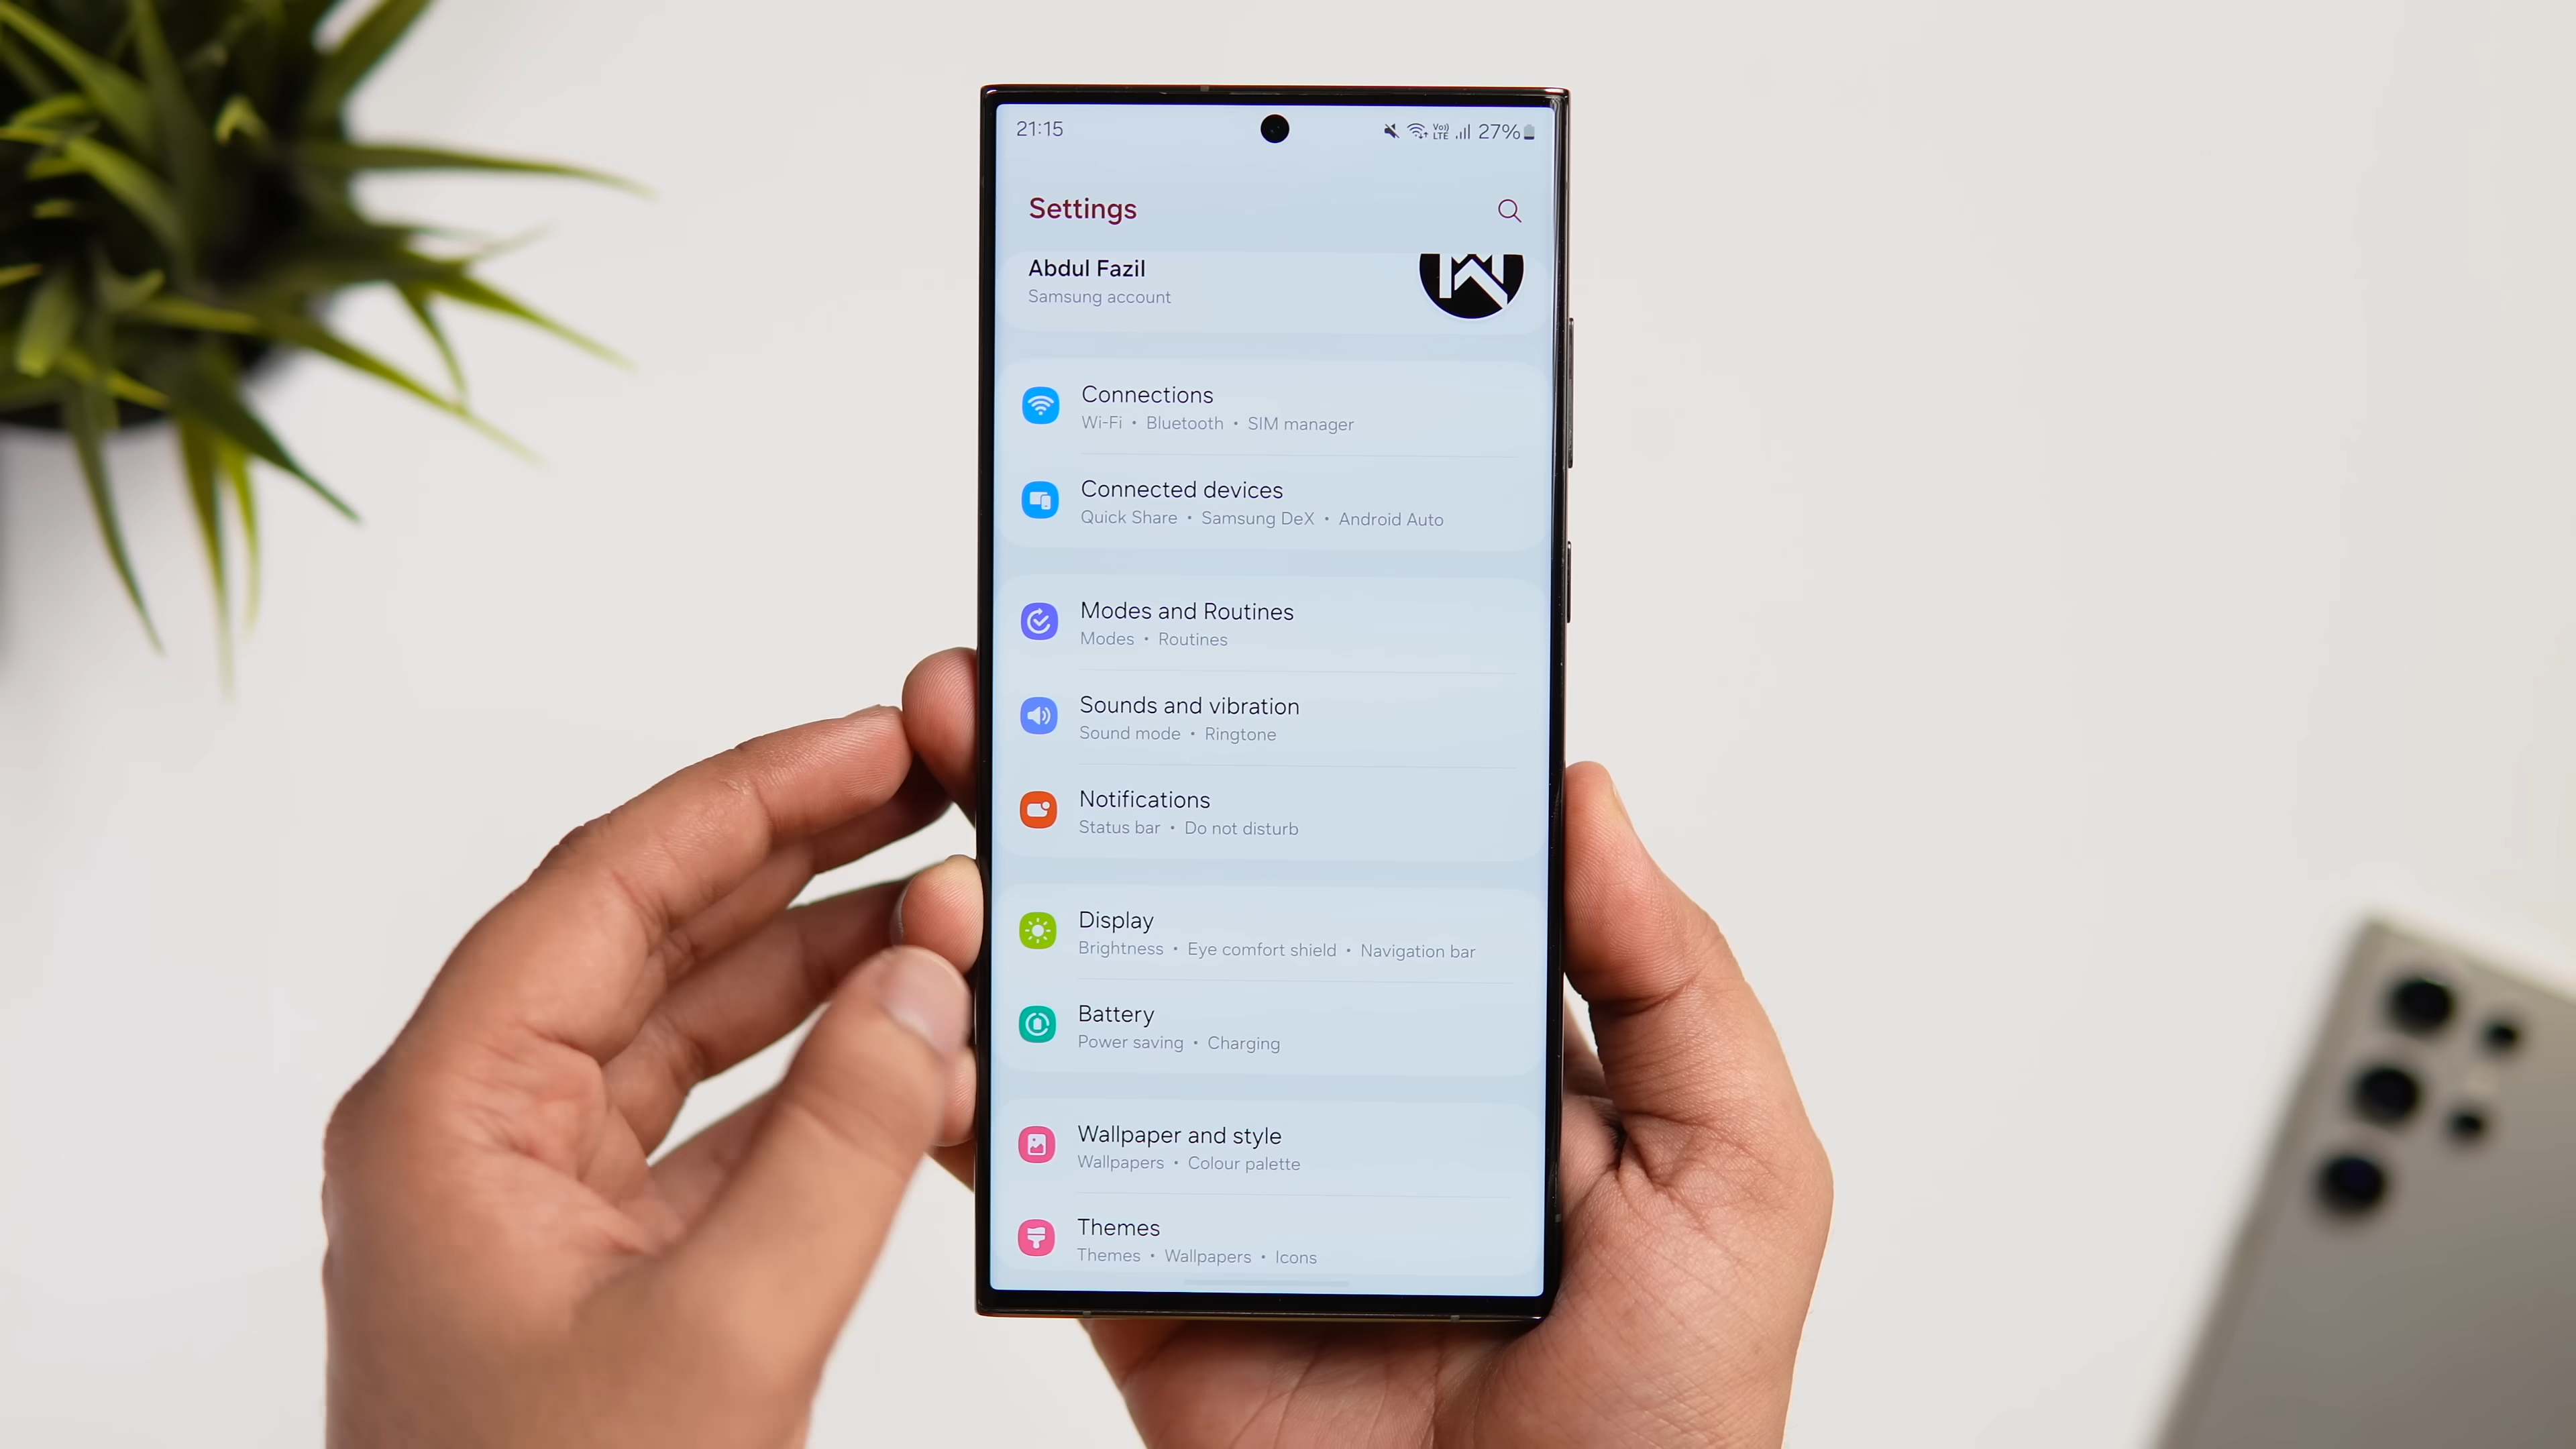 21:15 Vo) LTE 27%
Settings
Abdul Fazil
Samsung account
Connections
Wi-Fi • Bluetooth • SIM manager
Connected devices
Quick Share • Samsung DeX • Android Auto
Modes and Routines
Modes • Routines
Sounds and vibration
Sound mode • Ringtone
Notifications
Status bar • Do not disturb
Display
Brightness • Eye comfort shield • Navigation bar
Battery
Power saving • Charging
Wallpaper and style
Wallpapers • Colour palette
Themes
Themes • Wallpapers • Icons